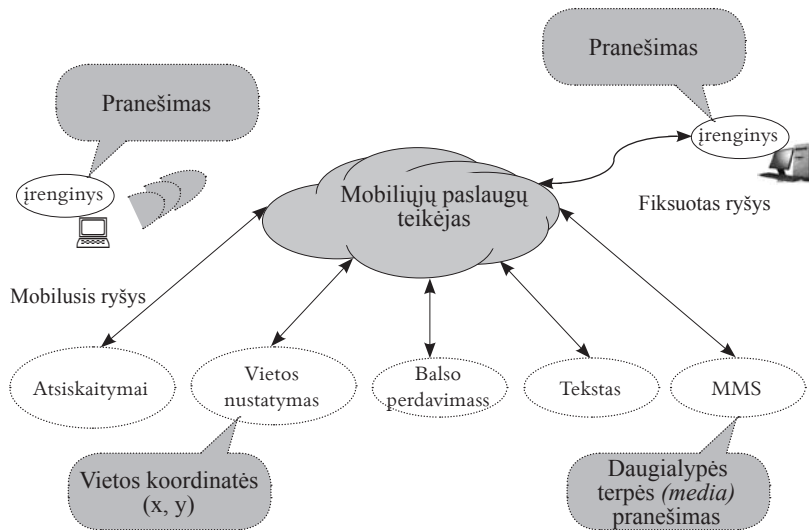 Pranešimas
Pranešimas
įrenginys
įrenginys
Mobiliųjų paslaugų
teikėjas
Fiksuotas ryšys
Mobilusis ryšys
Atsiskaitymai
Vietos
nustatymas
Balso
perdavimass
Tekstas
MMS
Vietos koordinatės
(x, y)
Daugialypės
terpės (media)
pranešimas